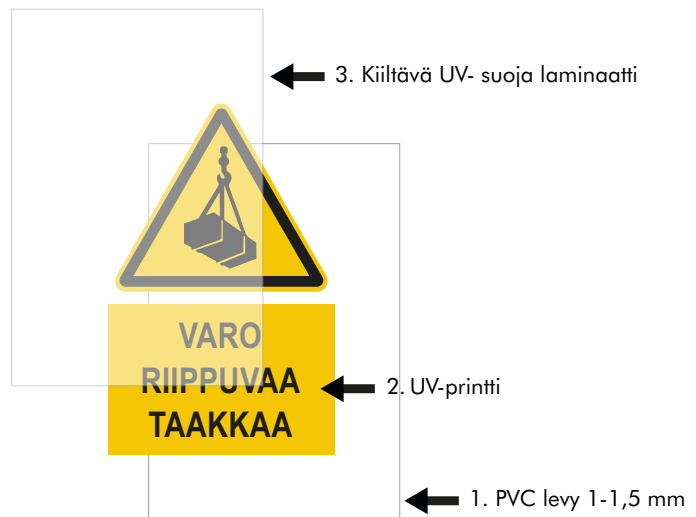 3. Kiiltävä UV- suoja laminaatti
VARO
RIIPPUVAA
TAAKKAA
2. UV-printti
1. PVC levy 1-1,5 mm